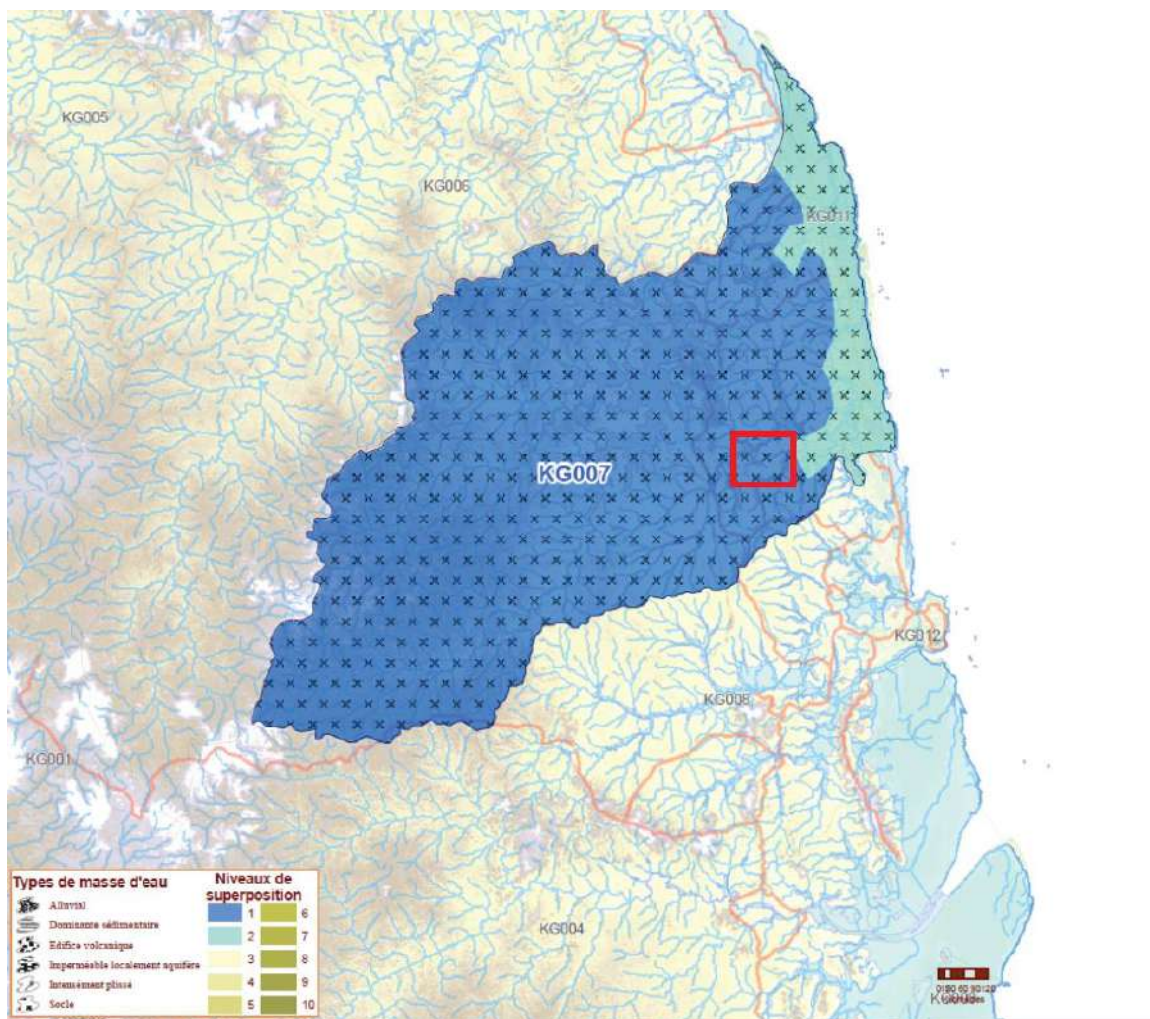 KG005
KG006
KG011
KG007
KG012
KG008
KG001
KG004
Types de masse d'eau
Niveaux de
superposition
Alluvial
Dominante sédimentaire
Edifice volcanique
Imperméable localement aquifère
Intensément plissé
Socle
1 6
2 7
3 8
4 9
5 10